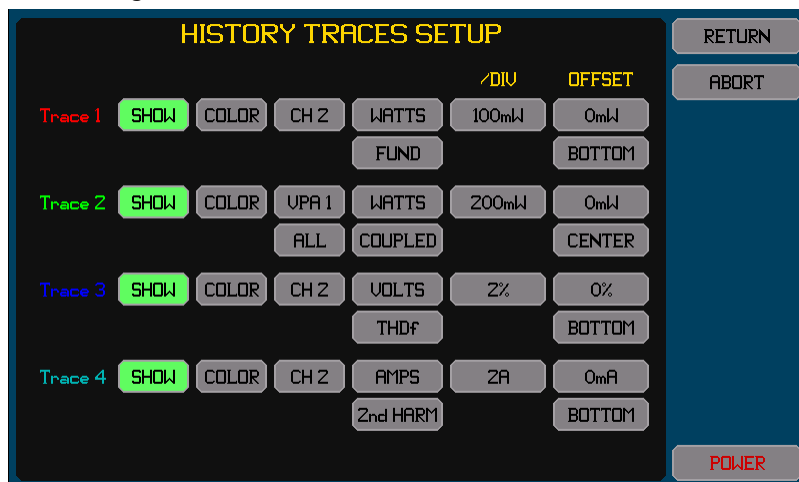 HISTORY TRACES SETUP
RETURN
/DIV OFFSET
ABORT
Trace 1 SHOW COLOR CH 2 WATTS 100mW 0mW
FUND BOTTOM
Trace 2 SHOW COLOR VPA 1 WATTS 200mW 0mW
ALL COUPLED CENTER
Trace 3 SHOW COLOR CH 2 VOLTS 2% 0%
THDf BOTTOM
Trace 4 SHOW COLOR CH 2 AMPS 2A 0mA
2nd HARM BOTTOM
POWER